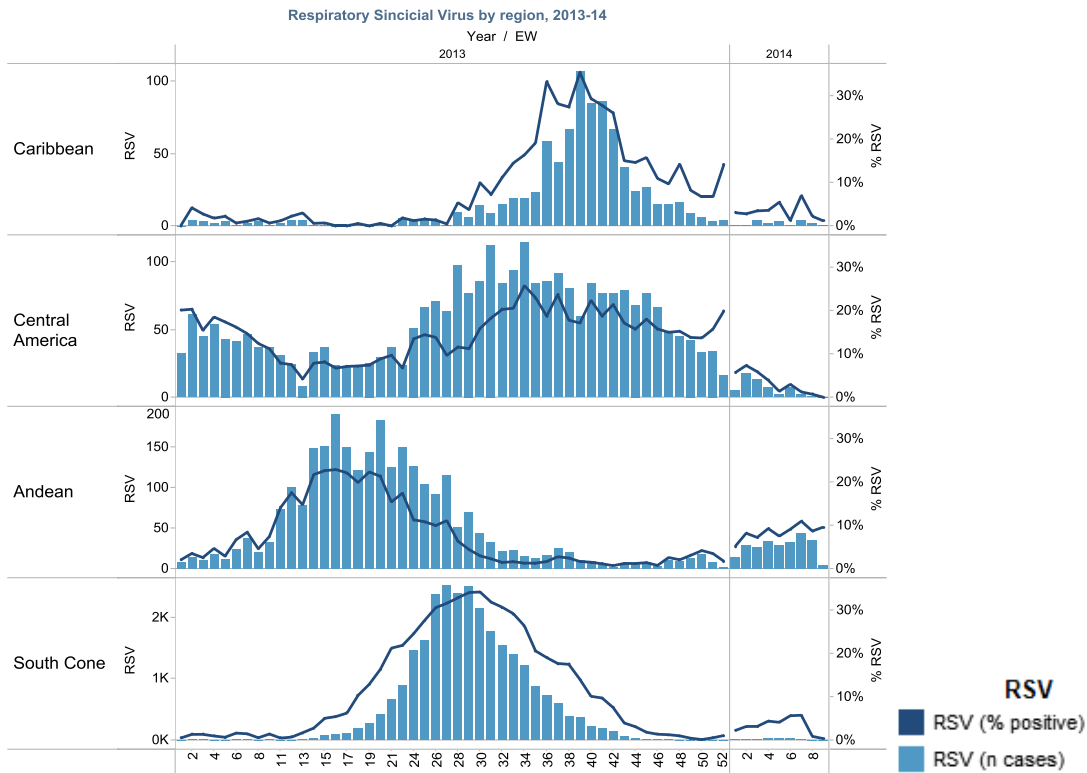 Respiratory Sincicial Virus by region, 2013-14
Year / EW
2013 2014
Caribbean
RSV
100
50
0
30%
20%
10%
0%
% RSV
Central
America
RSV
100
50
0
30%
20%
10%
0%
% RSV
Andean
RSV
200
150
100
50
0
30%
20%
10%
0%
% RSV
South Cone
RSV
2K
1K
0K
30%
20%
10%
0%
% RSV
2 4 6 8 11 13 15 17 19 21 24 26 28 30 32 34 36 38 40 42 44 46 48 50 52 2 4 6 8
RSV
RSV (% positive)
RSV (n cases)